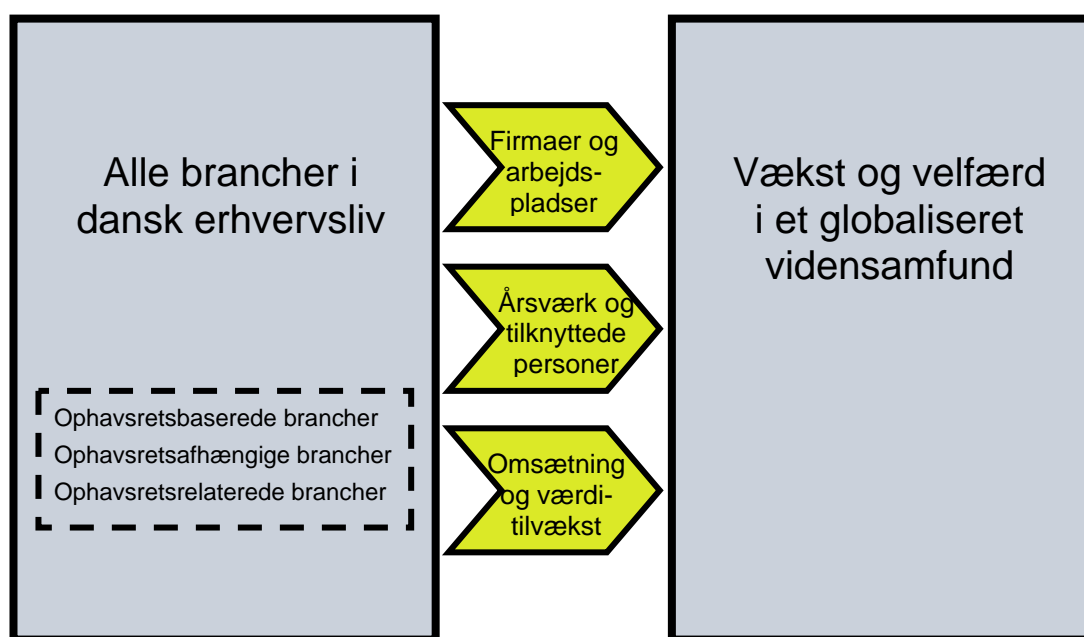 Alle brancher i
dansk erhvervsliv
Ophavsretsbaserede brancher
Ophavsretsafhængige brancher
Ophavsretsrelaterede brancher
Firmaer og
arbejds-
pladser
Årsværk og
tilknyttede
personer
Omsætning
og værdi-
tilvækst
Vækst og velfærd
i et globaliseret
vidensamfund